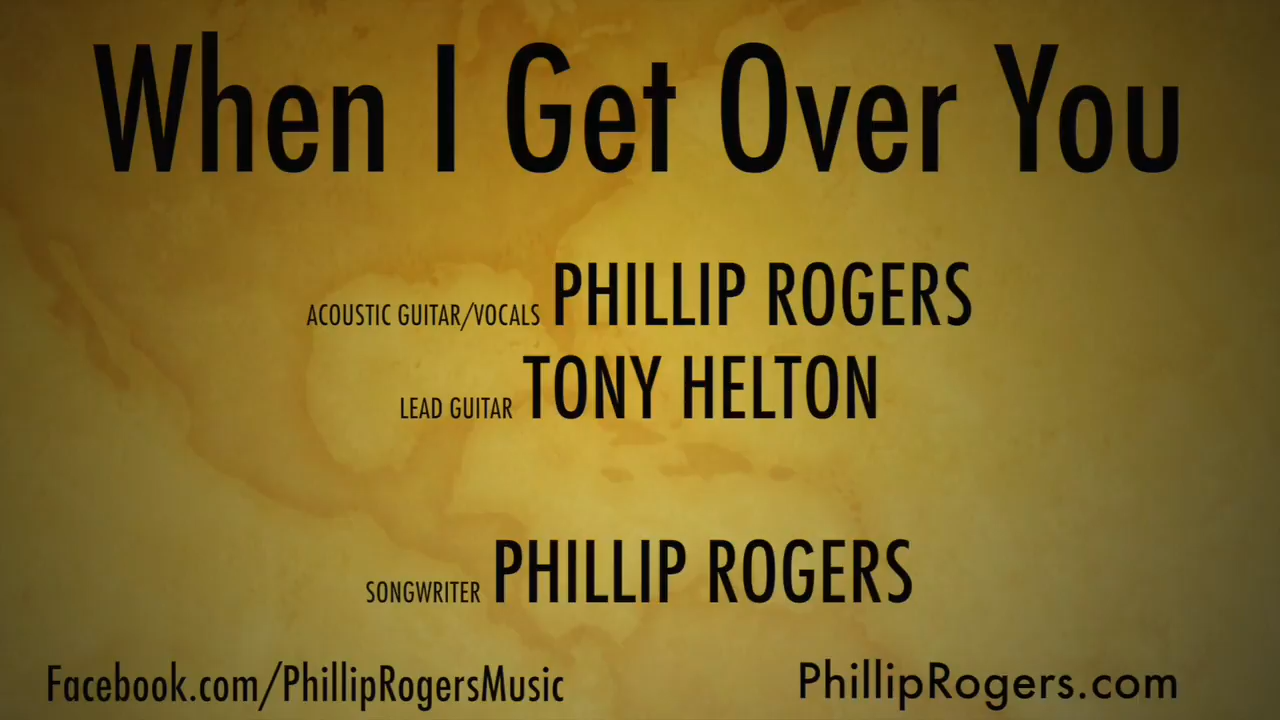 When I Get Over You
ACOUSTIC GUITAR/VOCALS PHILLIP ROGERS
LEAD GUITAR TONY HELTON
SONGWRITER PHILLIP ROGERS
Facebook.com/PhillipRogersMusic
PhillipRogers.com